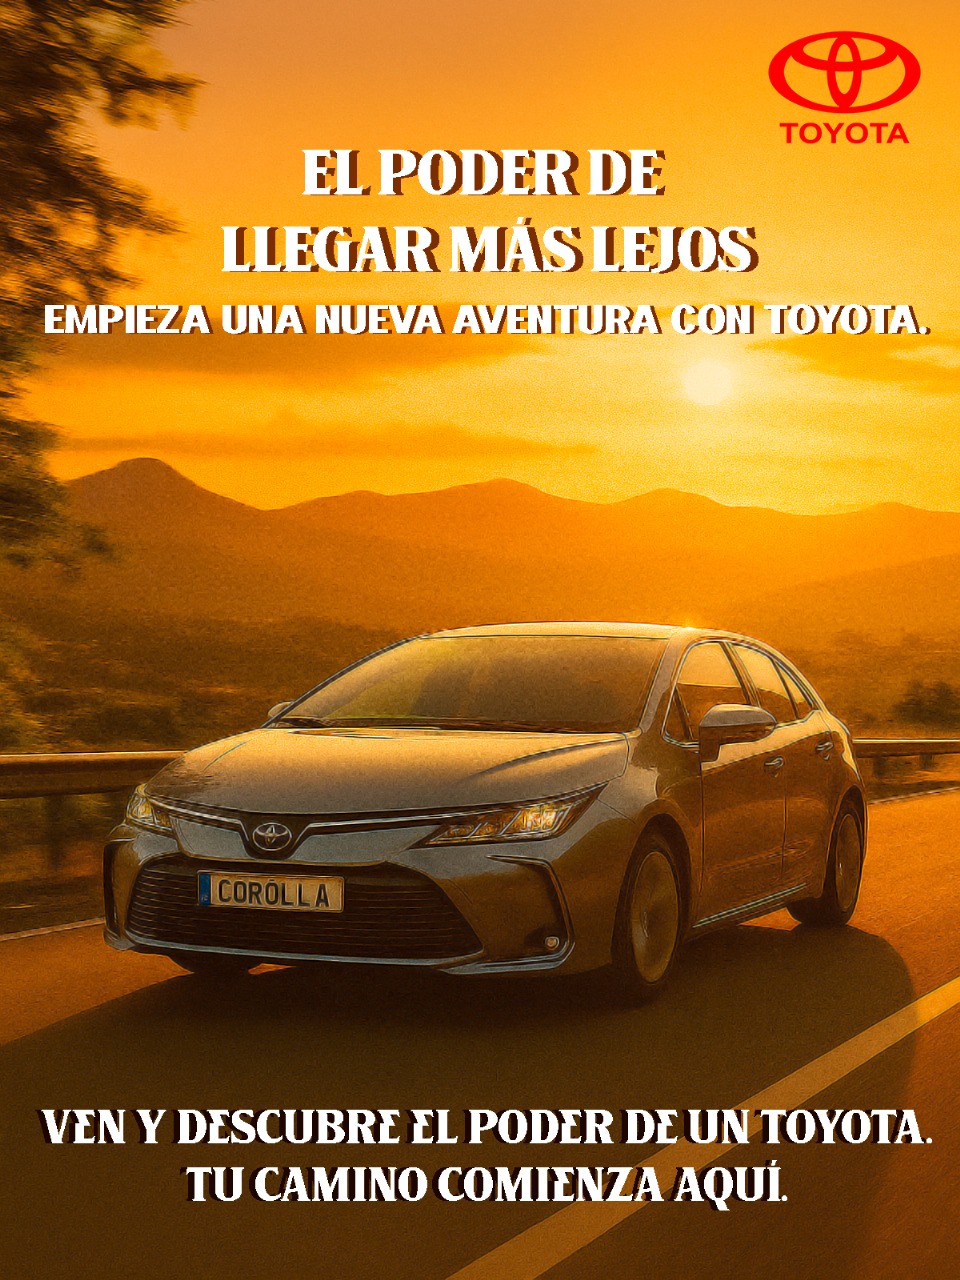 TOYOTA
EL PODER DE
LLEGAR MÁS LEJOS
EMPIEZA UNA NUEVA AVENTURA CON TOYOTA.
COROLLA
VEN Y DESCUBRE EL PODER DE UN TOYOTA.
TU CAMINO COMIENZA AQUÍ.